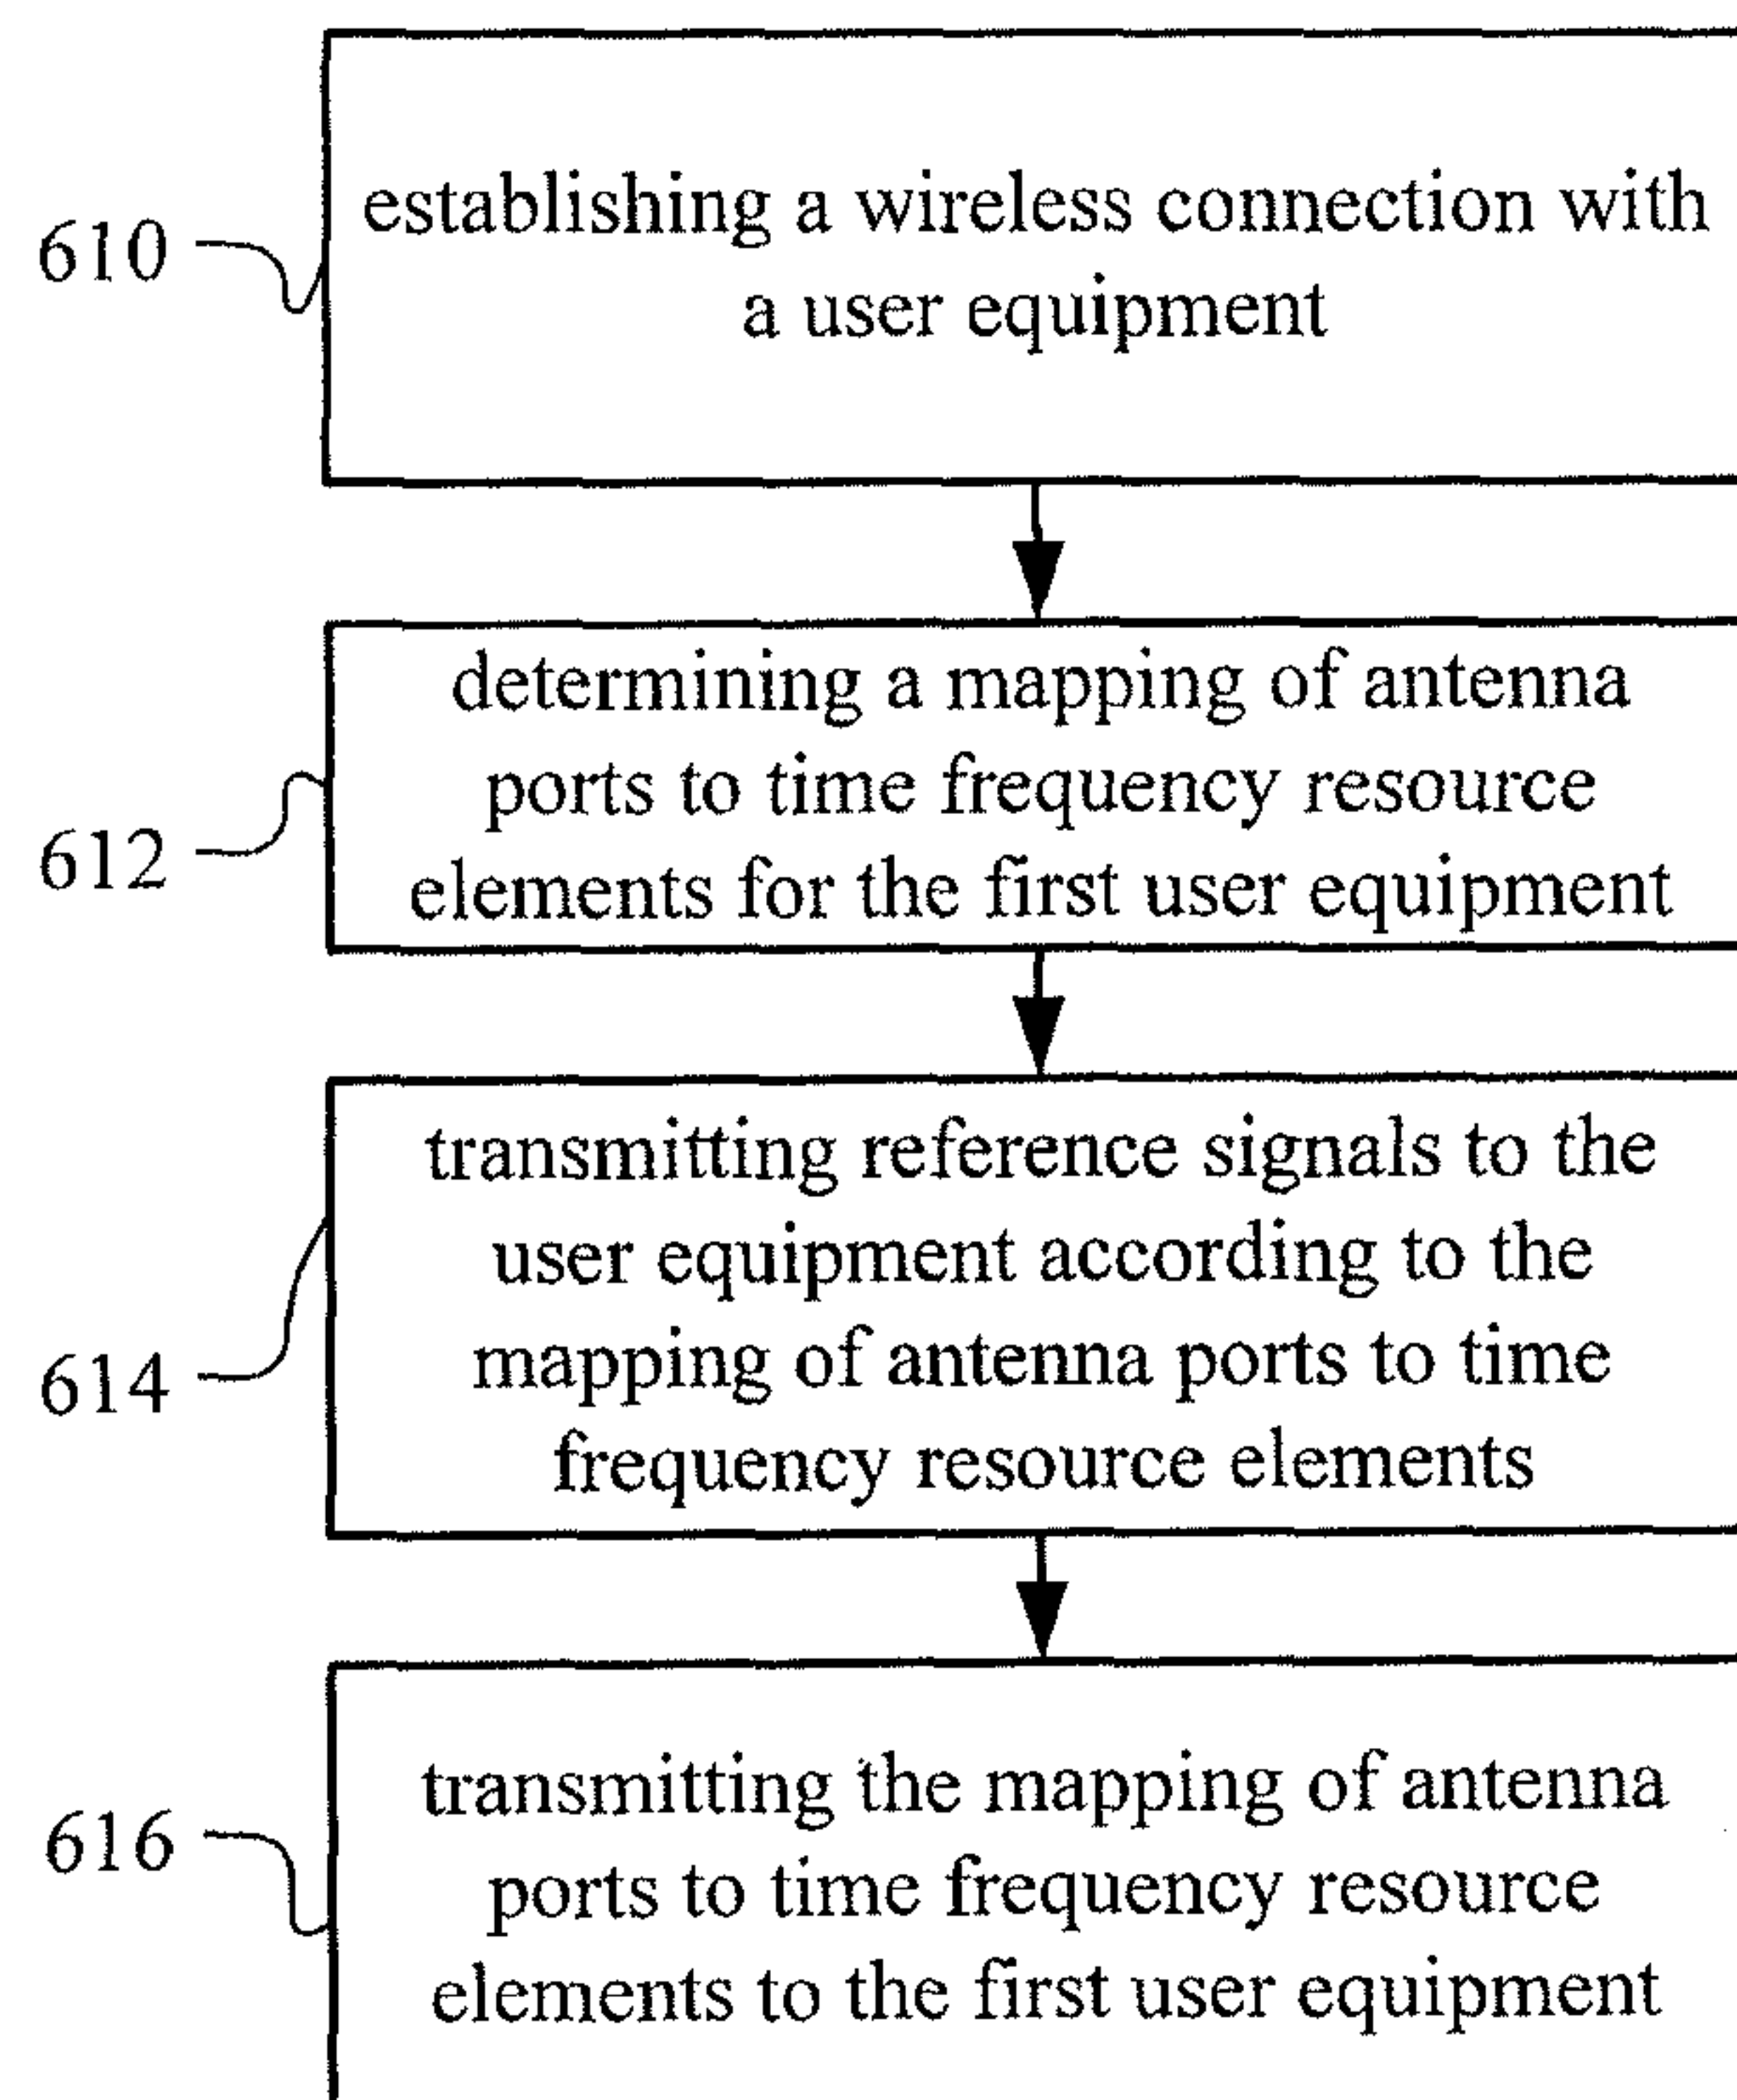 610
establishing a wireless connection with
a user equipment
612
determining a mapping of antenna
ports to time frequency resource
elements for the first user equipment
614
transmitting reference signals to the
user equipment according to the
mapping of antenna ports to time
frequency resource elements
616
transmitting the mapping of antenna
ports to time frequency resource
elements to the first user equipment